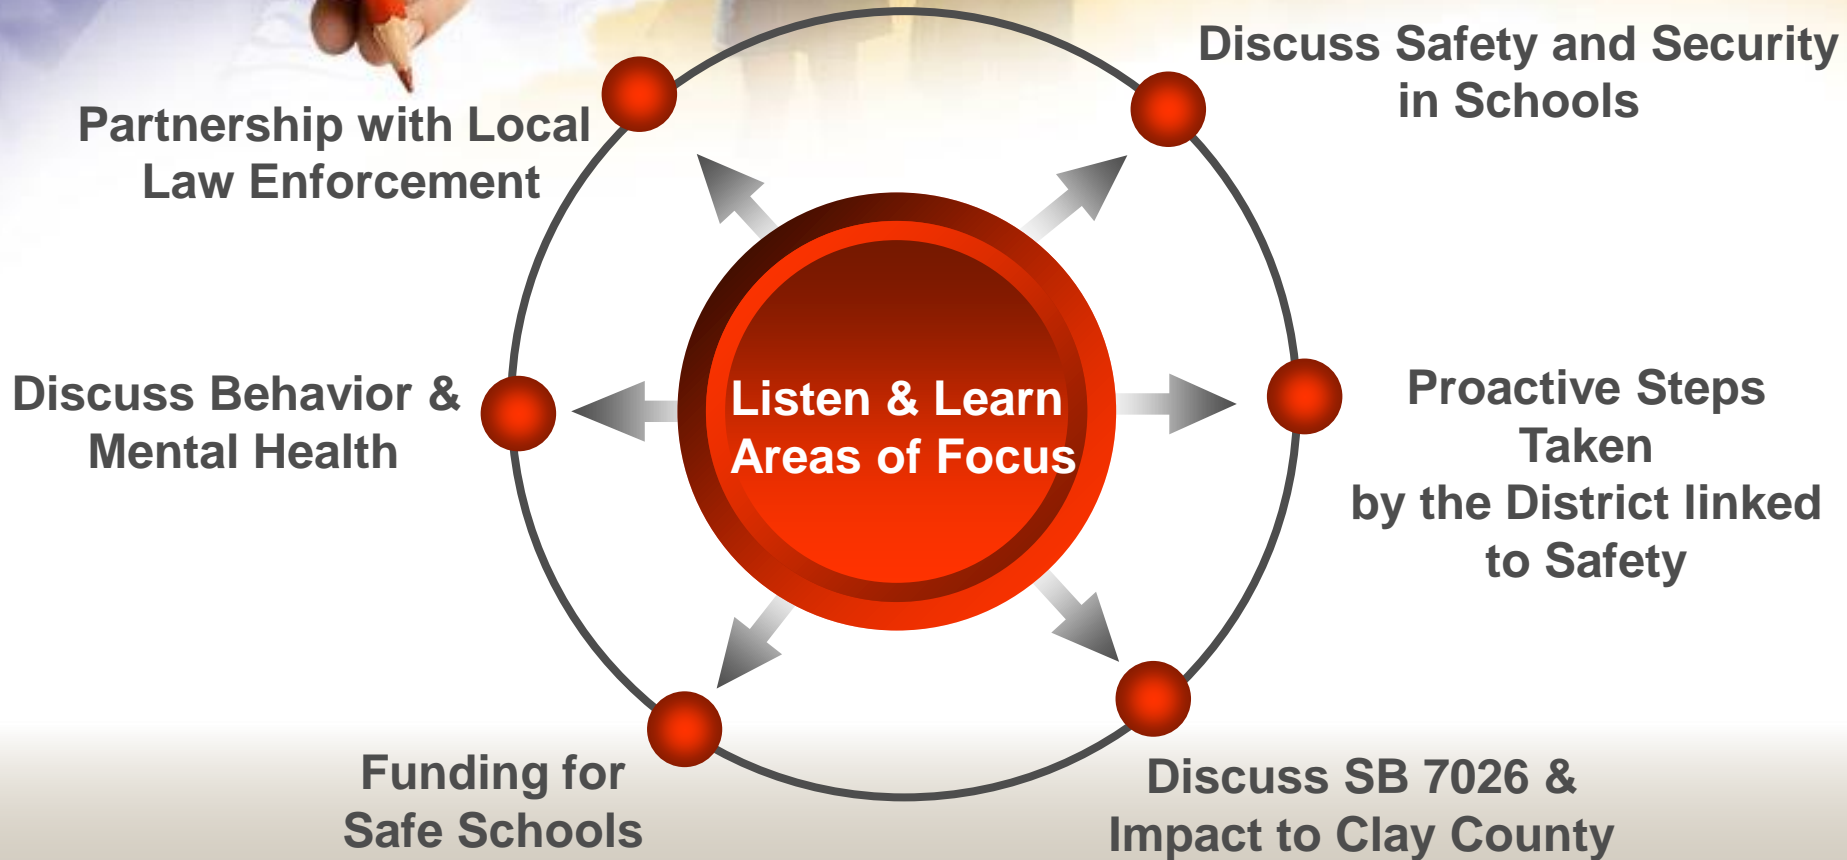 Listen & Learn
Areas of Focus
Discuss Safety and Security
in Schools
Proactive Steps
Taken
by the District linked
to Safety
Discuss SB 7026 &
Impact to Clay County
Funding for
Safe Schools
Discuss Behavior &
Mental Health
Partnership with Local
Law Enforcement